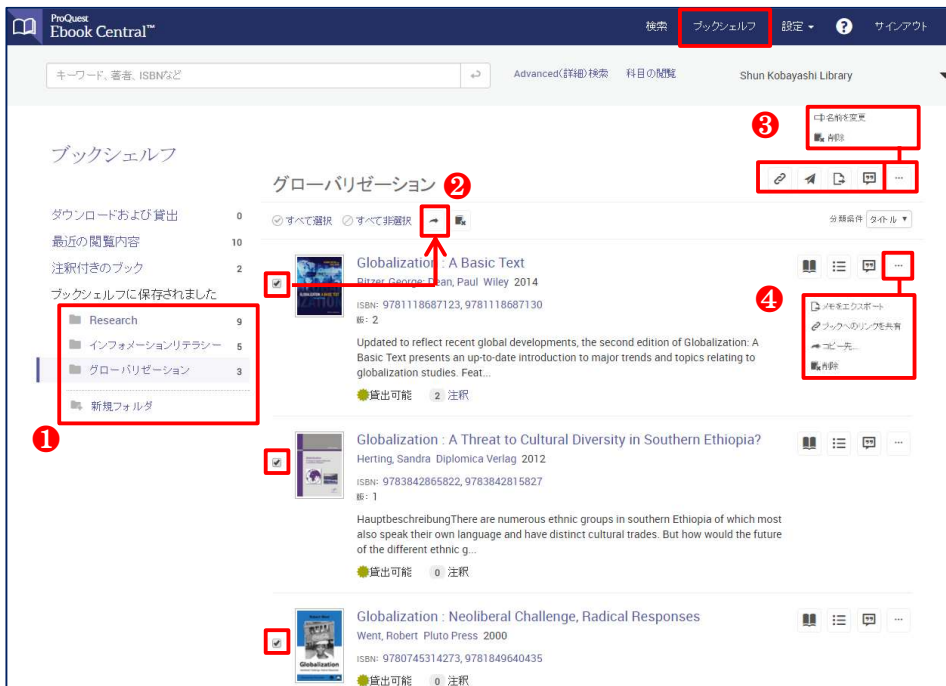 ProQuest
Ebook Central™
検索 ブックシェルフ 設定 ? サインアウト
キーワード、著者、ISBNなど
Advanced(詳細)検索 科目の閲覧 Shun Kobayashi Library
❸
名前を変更
削除
ブックシェルフ
グローバリゼーション ❷
ダウンロードおよび貸出 0
最近の閲覧内容 10
注釈付きのブック 2
ブックシェルフに保存されました
Research 9
インフォメーションリテラシー 5
グローバリゼーション 3
新規フォルダ
❶
すべて選択 すべて非選択
分類条件 タイトル
Globalization : A Basic Text
Ritzer, George; Dean, Paul Wiley 2014
ISBN: 9781118687123, 9781118687130
版: 2
Updated to reflect recent global developments, the second edition of Globalization: A
Basic Text presents an up-to-date introduction to major trends and topics relating to
globalization studies. Feat...
貸出可能 2 注釈
❹
メモをエクスポート
ブックへのリンクを共有
コピー先...
削除
Globalization : A Threat to Cultural Diversity in Southern Ethiopia?
Herting, Sandra Diplomica Verlag 2012
ISBN: 9783842865822, 9783842815827
版: 1
HauptbeschreibungThere are numerous ethnic groups in southern Ethiopia of which most
also speak their own language and have distinct cultural trades. But how would the future
of the different ethnic g...
貸出可能 0 注釈
Globalization : Neoliberal Challenge, Radical Responses
Went, Robert Pluto Press 2000
ISBN: 9780745314273, 9781849640435
貸出可能 0 注釈
Globalization